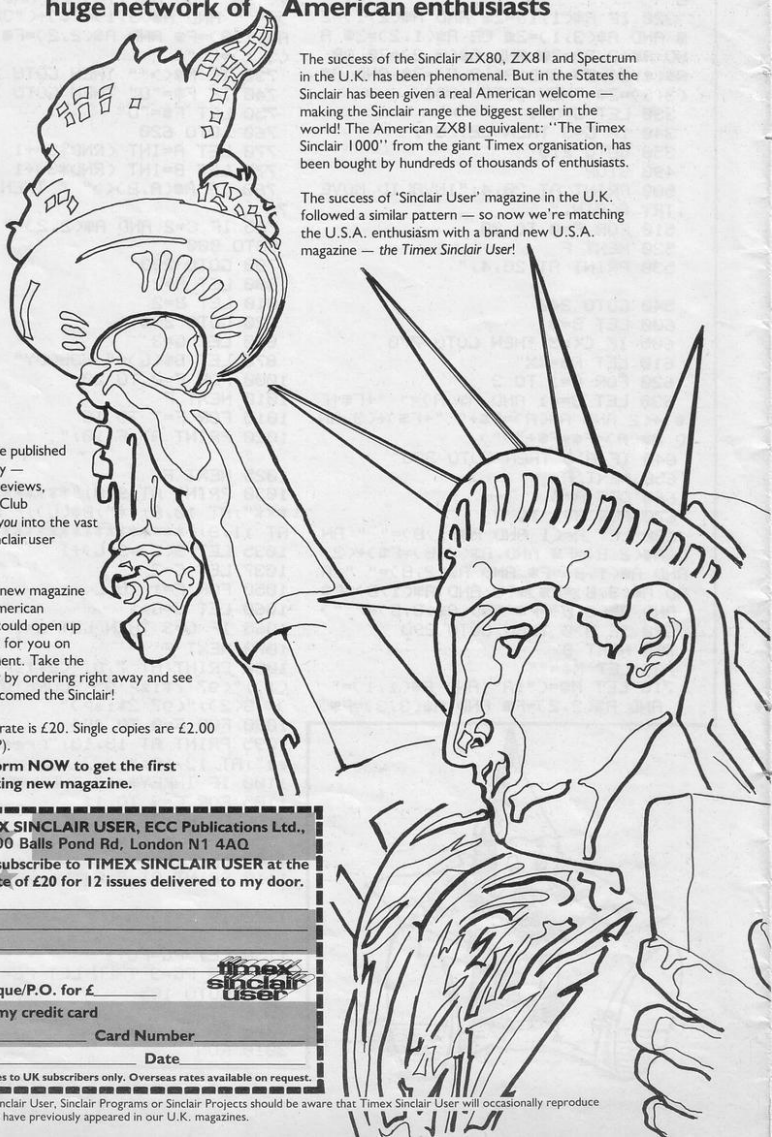 huge network of American enthusiasts
The success of the Sinclair ZX80, ZX81 and Spectrum
in the U.K. has been phenomenal. But in the States the
Sinclair has been given a real American welcome —
making the Sinclair range the biggest seller in the
world! The American ZX81 equivalent: "The Timex
Sinclair 1000" from the giant Timex organisation, has
been bought by hundreds of thousands of enthusiasts.
The success of 'Sinclair User' magazine in the U.K.
followed a similar pattern — so now we're matching
the U.S.A. enthusiasm with a brand new U.S.A.
magazine — the Timex Sinclair User!
e published
y —
eviews,
Club
you into the vast
nclair user
new magazine
merican
could open up
for you on
ment. Take the
by ordering right away and see
comed the Sinclair!
rate is £20. Single copies are £2.00
P).
orm NOW to get the first
ting new magazine.
X SINCLAIR USER, ECC Publications Ltd.,
00 Balls Pond Rd, London N1 4AQ
subscribe to TIMEX SINCLAIR USER at the
te of £20 for 12 issues delivered to my door.
timex
sinclair
user
que/P.O. for £
my credit card
Card Number
Date
es to UK subscribers only. Overseas rates available on request.
nclair User, Sinclair Programs or Sinclair Projects should be aware that Timex Sinclair User will occasionally reproduce
have previously appeared in our U.K. magazines.